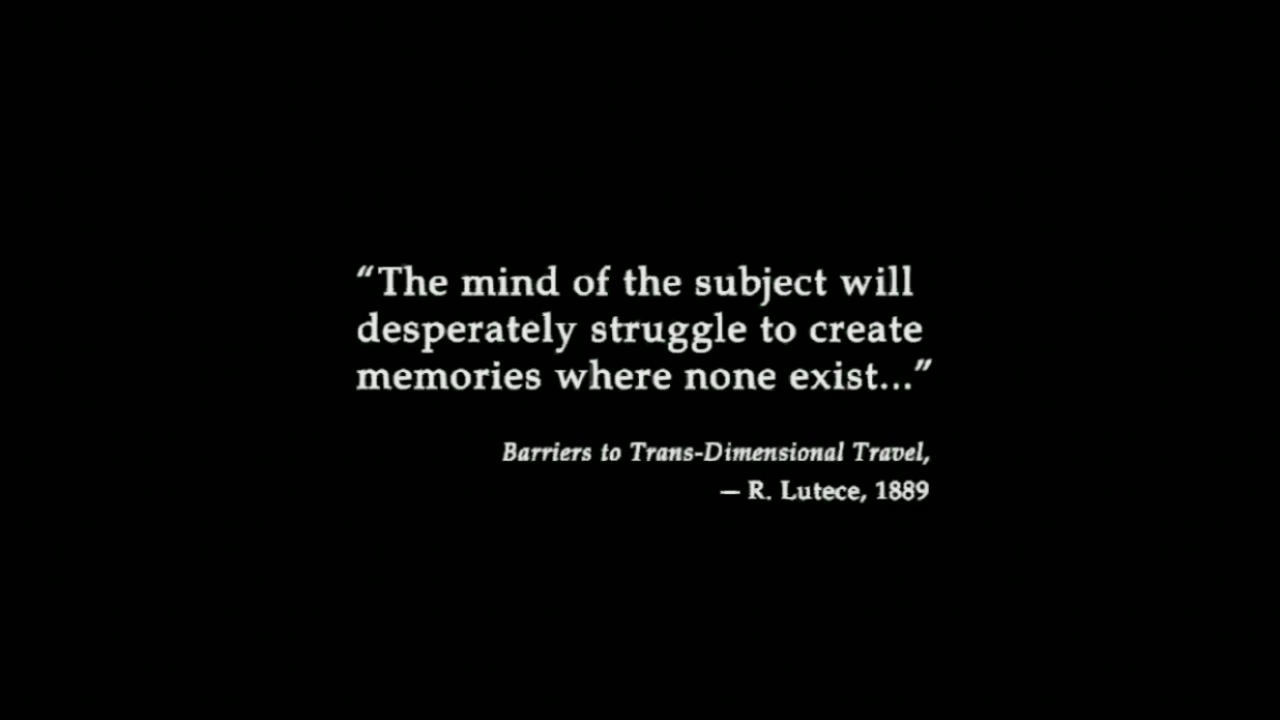 “The mind of the subject will
desperately struggle to create
memories where none exist...”
Barriers to Trans-Dimensional Travel,
— R. Lutece, 1889